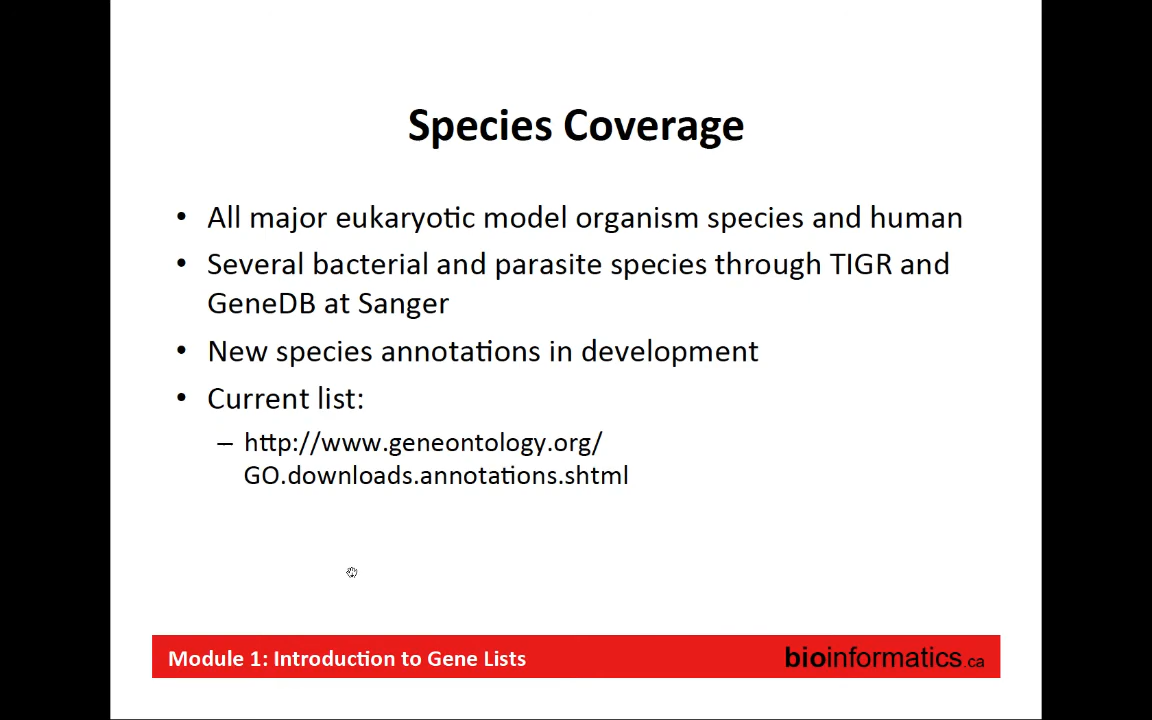 Species Coverage
• All major eukaryotic model organism species and human
• Several bacterial and parasite species through TIGR and
GeneDB at Sanger
• New species annotations in development
• Current list:
– http://www.geneontology.org/
GO.downloads.annotations.shtml
Module 1: Introduction to Gene Lists
bioinformatics.ca